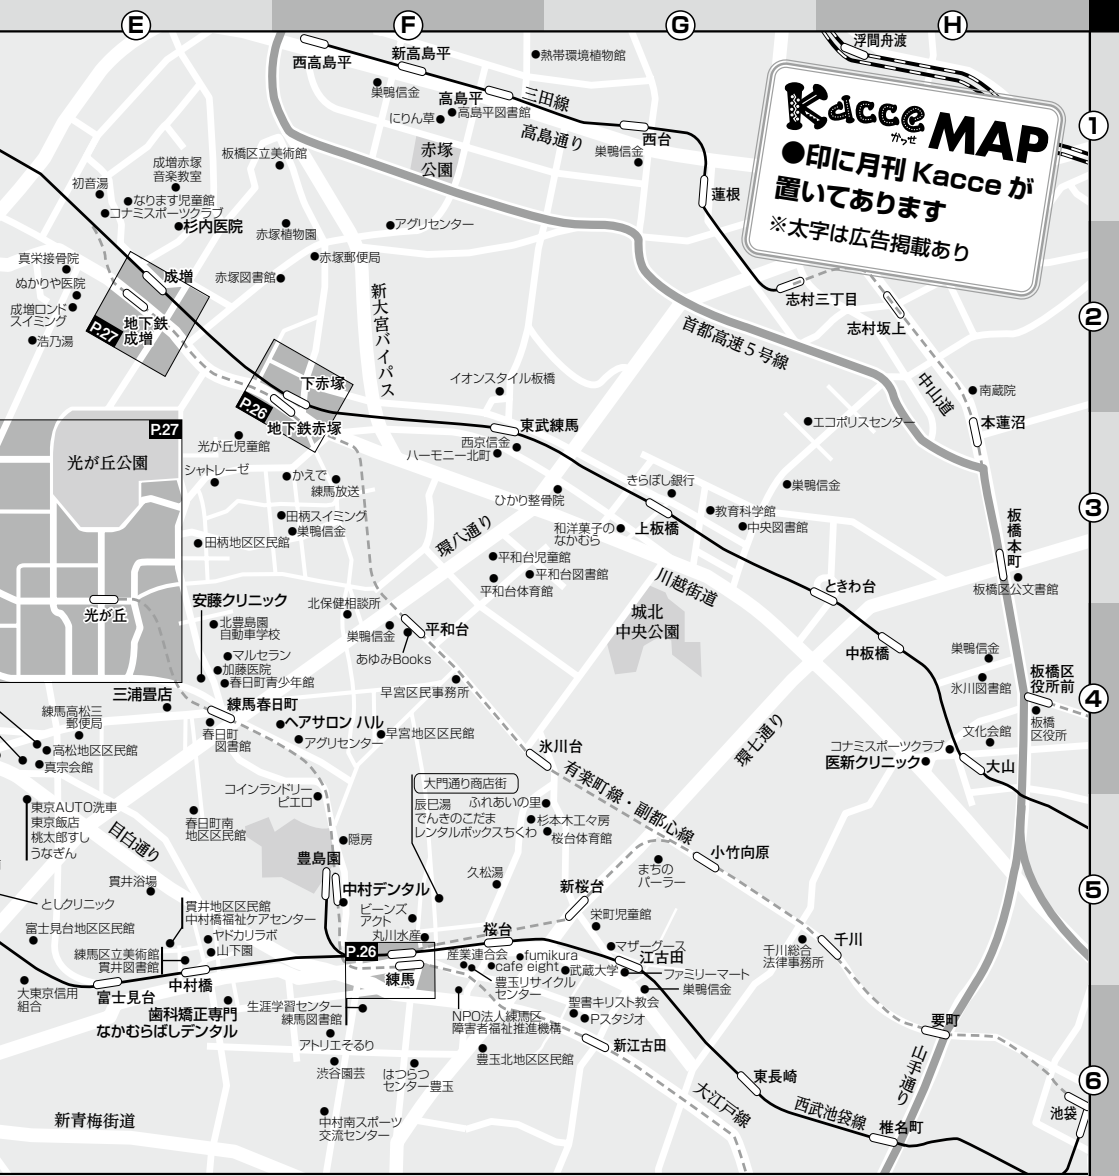 E
F
G
H
浮間舟渡
Kacce
かっせ
MAP
●印に月刊 Kacce が
置いてあります
※太字は広告掲載あり
1
2
3
4
5
6
西高島平
新高島平
熱帯環境植物館
巣鴨信金
高島平
三田線
高島平図書館
にりん草
高島通り
西台
巣鴨信金
赤塚
公園
蓮根
成増赤塚
音楽教室
板橋区立美術館
初音湯
なります児童館
コナミスポーツクラブ
杉内医院
赤塚植物園
アグリセンター
真栄接骨院
ぬかりや医院
成増ロンド
スイミング
浩乃湯
成増
地下鉄
成増
P.27
赤塚図書館
赤塚郵便局
新大宮バイパス
志村三丁目
志村坂上
首都高速5号線
中山道
南蔵院
本蓮沼
下赤塚
P.26
地下鉄赤塚
イオンスタイル板橋
東武練馬
西京信金
ハーモニー北町
エコポリスセンター
P.27
光が丘公園
光が丘
光が丘児童館
シャトレーゼ
かえで
練馬放送
ひかり整骨院
きらぼし銀行
巣鴨信金
教育科学館
中央図書館
上板橋
和洋菓子の
なかむら
田柄スイミング
巣鴨信金
田柄地区区民館
環八通り
平和台児童館
平和台図書館
平和台体育館
川越街道
城北
中央公園
板橋本町
板橋区公文書館
ときわ台
中板橋
安藤クリニック
北豊島園
自動車学校
マルセラン
加藤医院
春日町青少年館
北保健相談所
巣鴨信金
平和台
あゆみBooks
早宮区民事務所
巣鴨信金
氷川図書館
板橋区
役所前
板橋
区役所
文化会館
三浦畳店
練馬春日町
練馬高松三
郵便局
高松地区区民館
真宗会館
春日町
図書館
ヘアサロン ハル
アグリセンター
早宮地区区民館
氷川台
環七通り
コナミスポーツクラブ
医新クリニック
大山
東京AUTO洗車
東京飯店
桃太郎すし
うなぎん
目白通り
コインランドリー
ピエロ
春日町南
地区区民館
大門通り商店街
辰巳湯
でんきのこだま
レンタルボックスちくわ
ふれあいの里
杉本木工々房
桜台体育館
有楽町線・副都心線
小竹向原
隠房
豊島園
中村デンタル
久松湯
新桜台
まちの
パーラー
貫井浴場
としクリニック
富士見台地区区民館
貫井地区区民館
中村橋福祉ケアセンター
ヤドカリラボ
山下園
練馬区立美術館
貫井図書館
ビーンズ
アクト
丸川水産
桜台
栄町児童館
マザーグース
江古田
千川
千川総合
法律事務所
P.26
練馬
産業連合会
fumikura
cafe eight
豊玉リサイクル
センター
武蔵大学
ファミリーマート
巣鴨信金
大東京信用
組合
富士見台
中村橋
歯科矯正専門
なかむらばしデンタル
生涯学習センター
練馬図書館
NPO法人練馬区
障害者福祉推進機構
聖書キリスト教会
Pスタジオ
新江古田
要町
山手通り
アトリエそるり
渋谷園芸
はつらつ
センター豊玉
豊玉北地区区民館
東長崎
大江戸線
西武池袋線
椎名町
池袋
新青梅街道
中村南スポーツ
交流センター